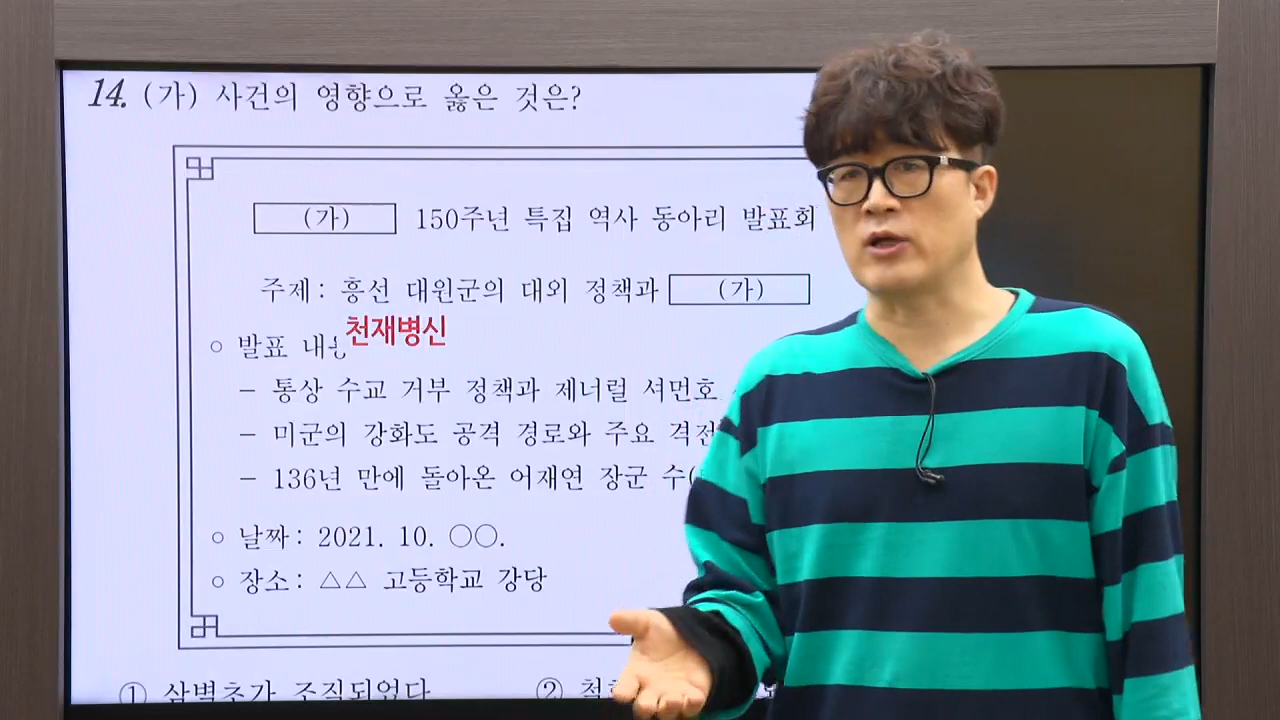 14. (가) 사건의 영향으로 옳은 것은?
(가) 150주년 특집 역사 동아리 발표회
주제: 흥선 대원군의 대외 정책과 (가)
천재병신
○ 발표
- 통상 수교 거부 정책과 제너럴 셔먼호
- 미군의 강화도 공격 경로와 주요
- 136년 만에 돌아온 어재연 장군
○ 날짜: 2021. 10. ○○.
○ 장소: △△ 고등학교 강당
① 삼별초가 조직되었다
②